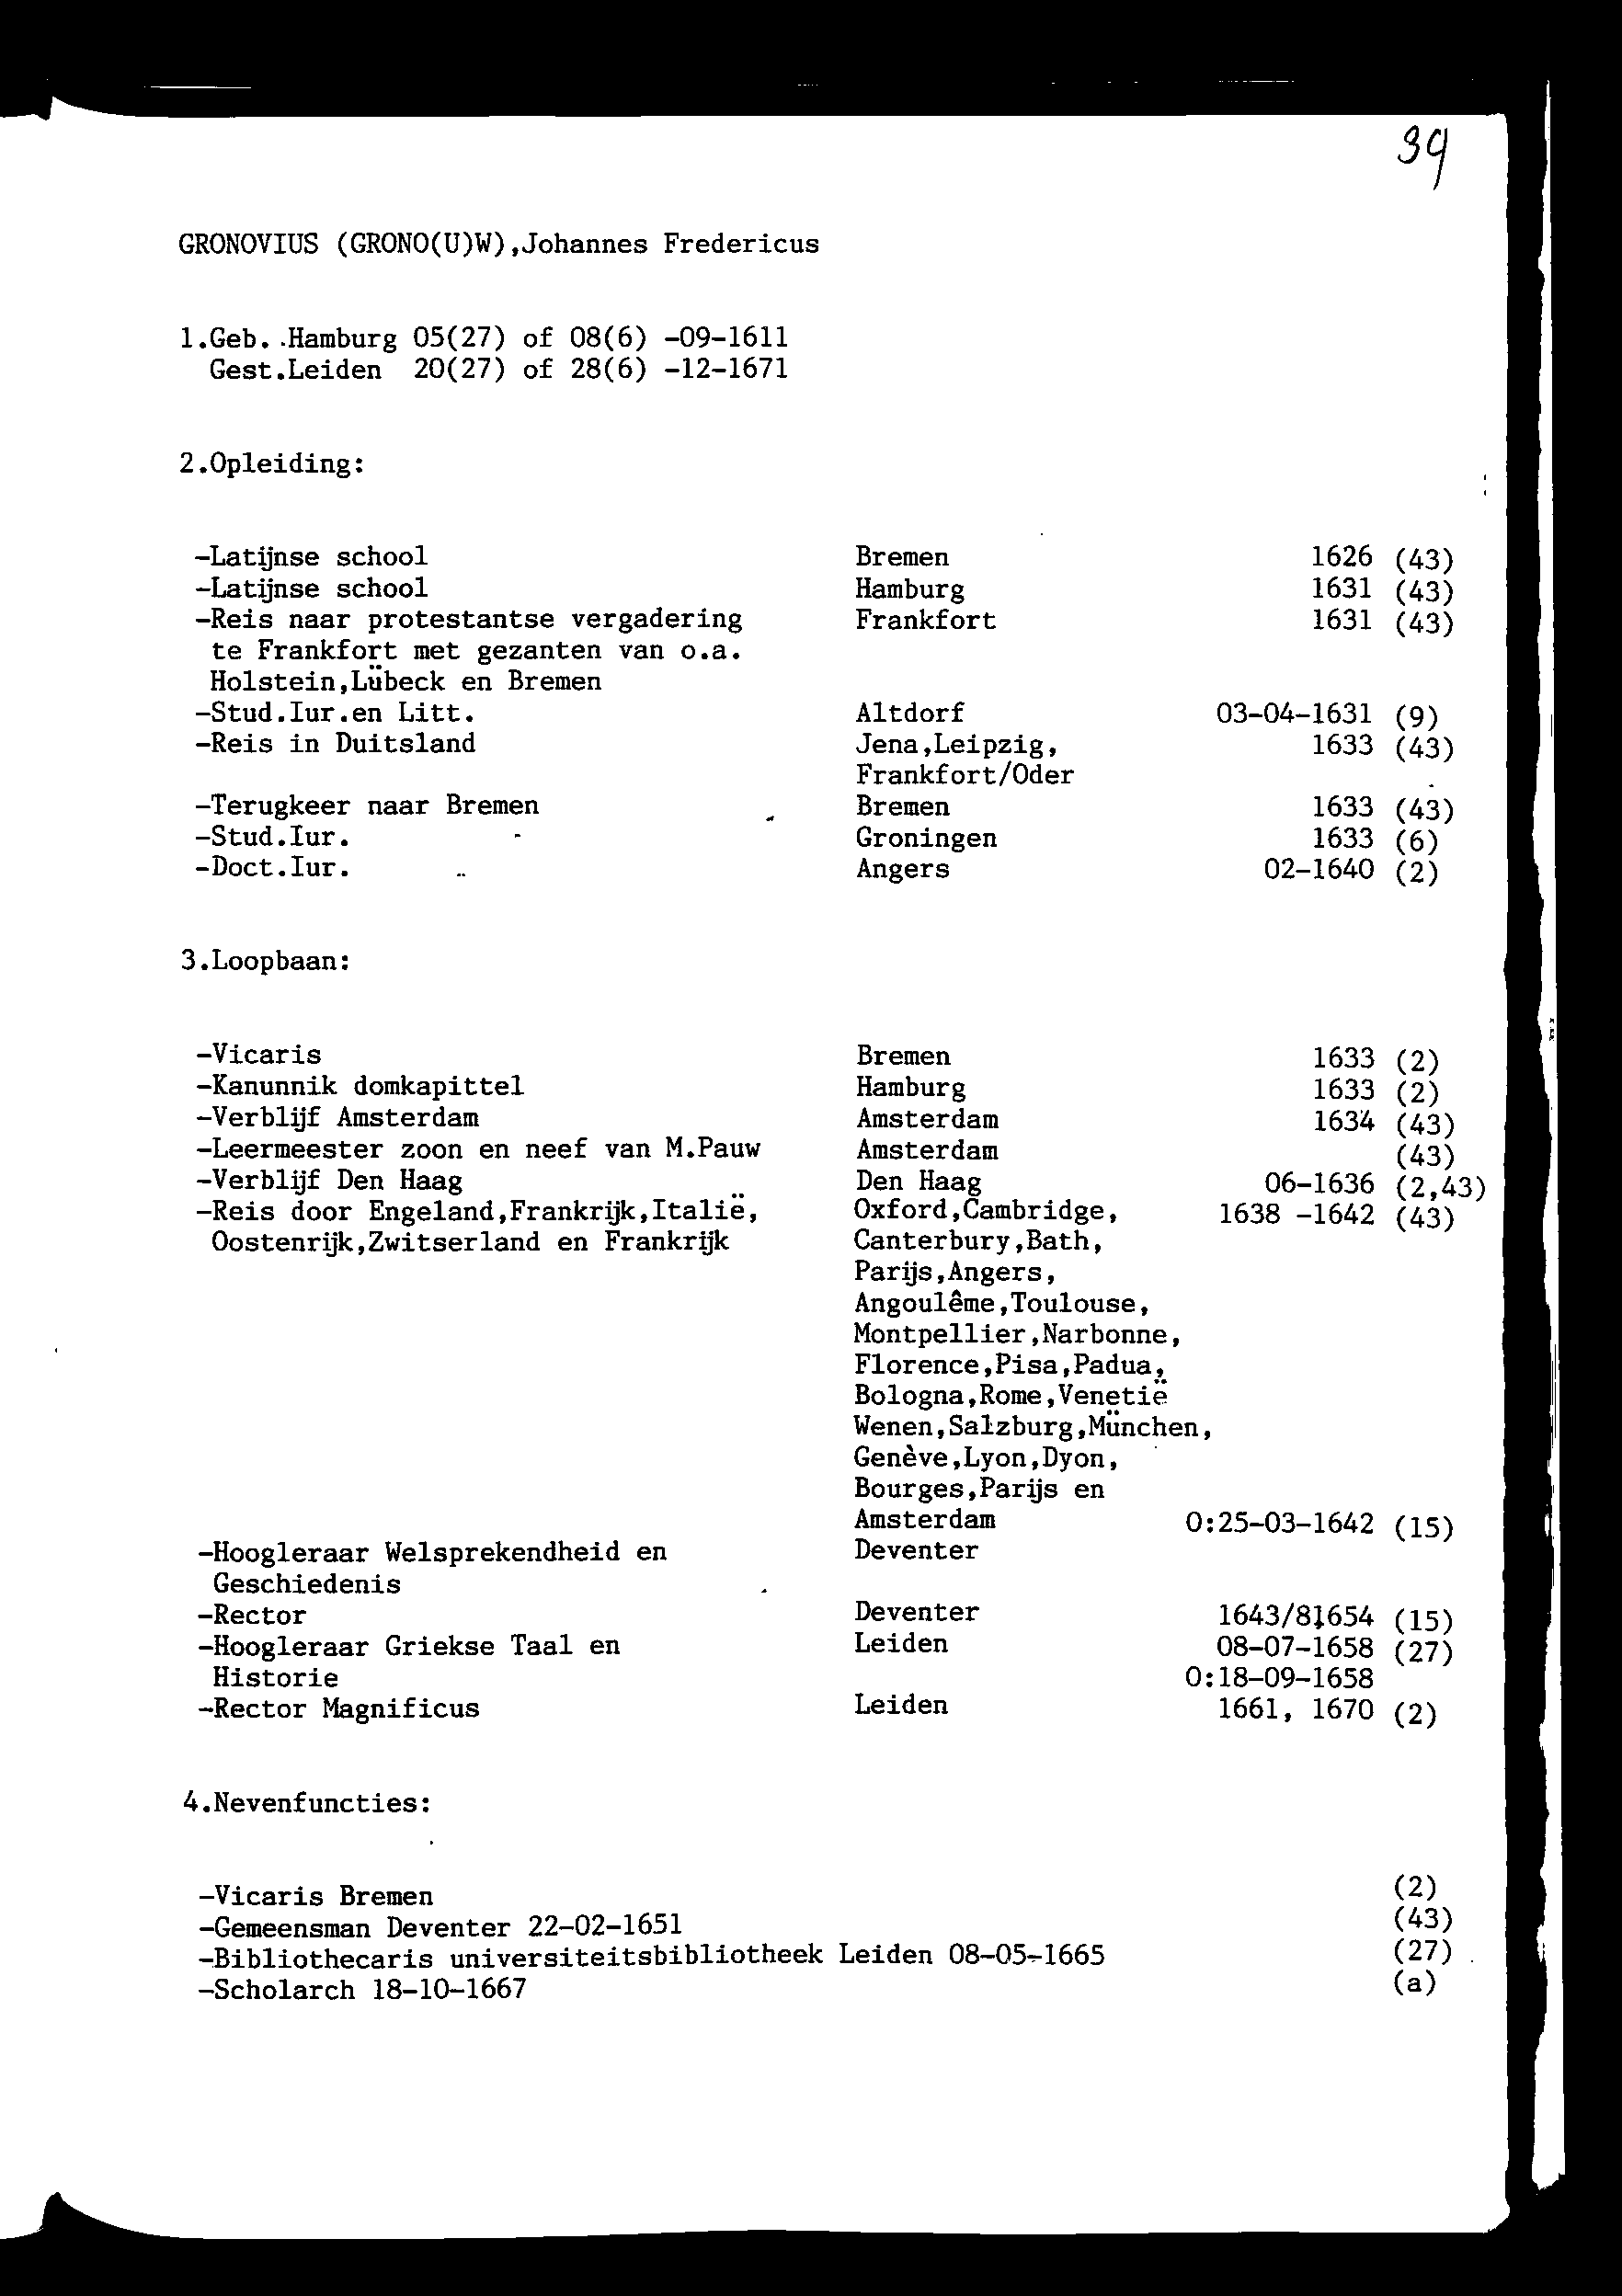 39
GRONOVIUS (GRONO(U)W),Johannes Fredericus
1.Geb. Hamburg 05(27) of 08(6) -09-1611
Gest.Leiden 20(27) of 28(6) -12-1671
2.Opleiding:
-Latijnse school Bremen 1626 (43)
-Latijnse school Hamburg 1631 (43)
-Reis naar protestantse vergadering Frankfort 1631 (43)
te Frankfort met gezanten van o.a.
Holstein,Lübeck en Bremen
-Stud.Iur.en Litt. Altdorf 03-04-1631 (9)
-Reis in Duitsland Jena,Leipzig, 1633 (43)
Frankfort/Oder
-Terugkeer naar Bremen Bremen 1633 (43)
-Stud.Iur. Groningen 1633 (6)
-Doct.Iur. Angers 02-1640 (2)
3.Loopbaan:
-Vicaris Bremen 1633 (2)
-Kanunnik domkapittel Hamburg 1633 (2)
-Verblijf Amsterdam Amsterdam 1634 (43)
-Leermeester zoon en neef van M.Pauw Amsterdam (43)
-Verblijf Den Haag Den Haag 06-1636 (2,43)
-Reis door Engeland,Frankrijk,Italië, Oxford,Cambridge, 1638 -1642 (43)
Oostenrijk,Zwitserland en Frankrijk Canterbury,Bath,
Parijs,Angers,
Angoulême,Toulouse,
Montpellier,Narbonne,
Florence,Pisa,Padua,
Bologna,Rome,Venetië
Wenen,Salzburg,München,
Genève,Lyon,Dyon,
Bourges,Parijs en
Amsterdam 0:25-03-1642 (15)
-Hoogleraar Welsprekendheid en Deventer
Geschiedenis
-Rector Deventer 1643/81654 (15)
-Hoogleraar Griekse Taal en Leiden 08-07-1658 (27)
Historie 0:18-09-1658
-Rector Magnificus Leiden 1661, 1670 (2)
4.Nevenfuncties:
-Vicaris Bremen (2)
-Gemeensman Deventer 22-02-1651 (43)
-Bibliothecaris universiteitsbibliotheek Leiden 08-05-1665 (27)
-Scholarch 18-10-1667 (a)